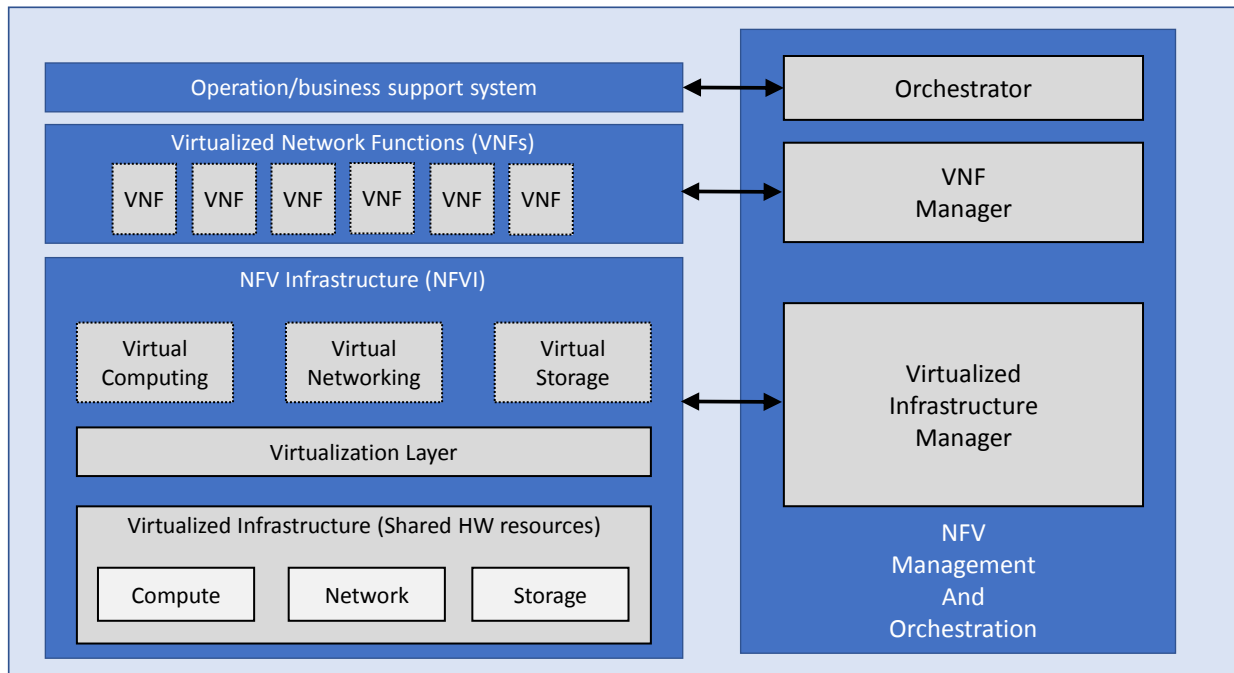 Operation/business support system
Virtualized Network Functions (VNFs)
VNF VNF VNF VNF VNF VNF
NFV Infrastructure (NFVI)
Virtual
Computing
Virtual
Networking
Virtual
Storage
Virtualization Layer
Virtualized Infrastructure (Shared HW resources)
Compute
Network
Storage
Orchestrator
VNF
Manager
Virtualized
Infrastructure
Manager
NFV
Management
And
Orchestration